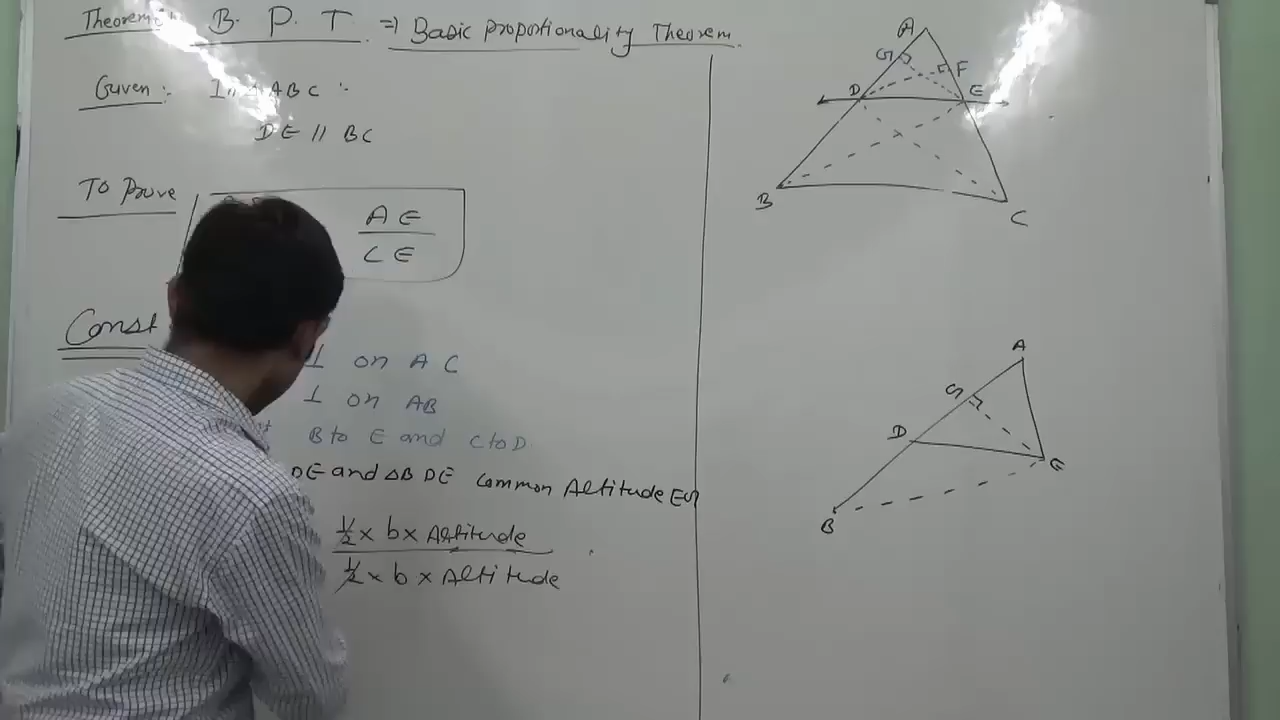 Theorem:- B. P. T. ⇒ Basic proportionality Theorem.
Given:- In △ABC :-
DE // BC
To Prove
AE
CE
Const
⊥ on AC
⊥ on AB
B to E and C to D
DE and △BDE Common Altitude EG
1/2 × b × Altitude
1/2 × b × Altitude
A
G
F
D
E
B
C
A
G
D
E
B